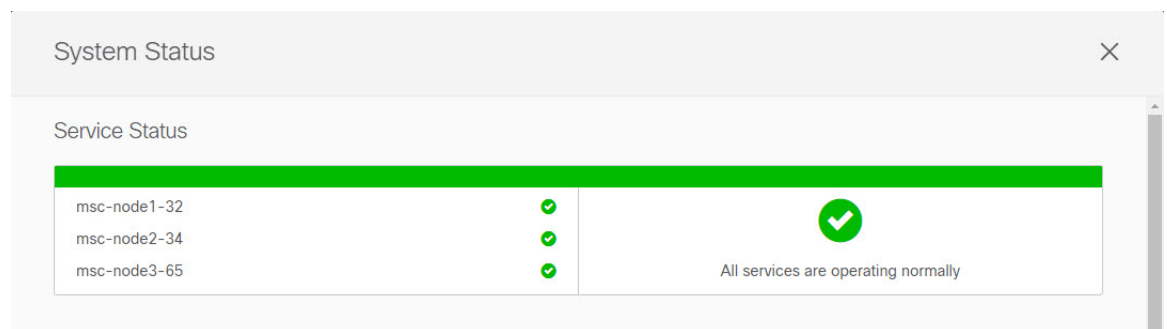 System Status
Service Status
msc-node1-32
msc-node2-34
msc-node3-65
All services are operating normally